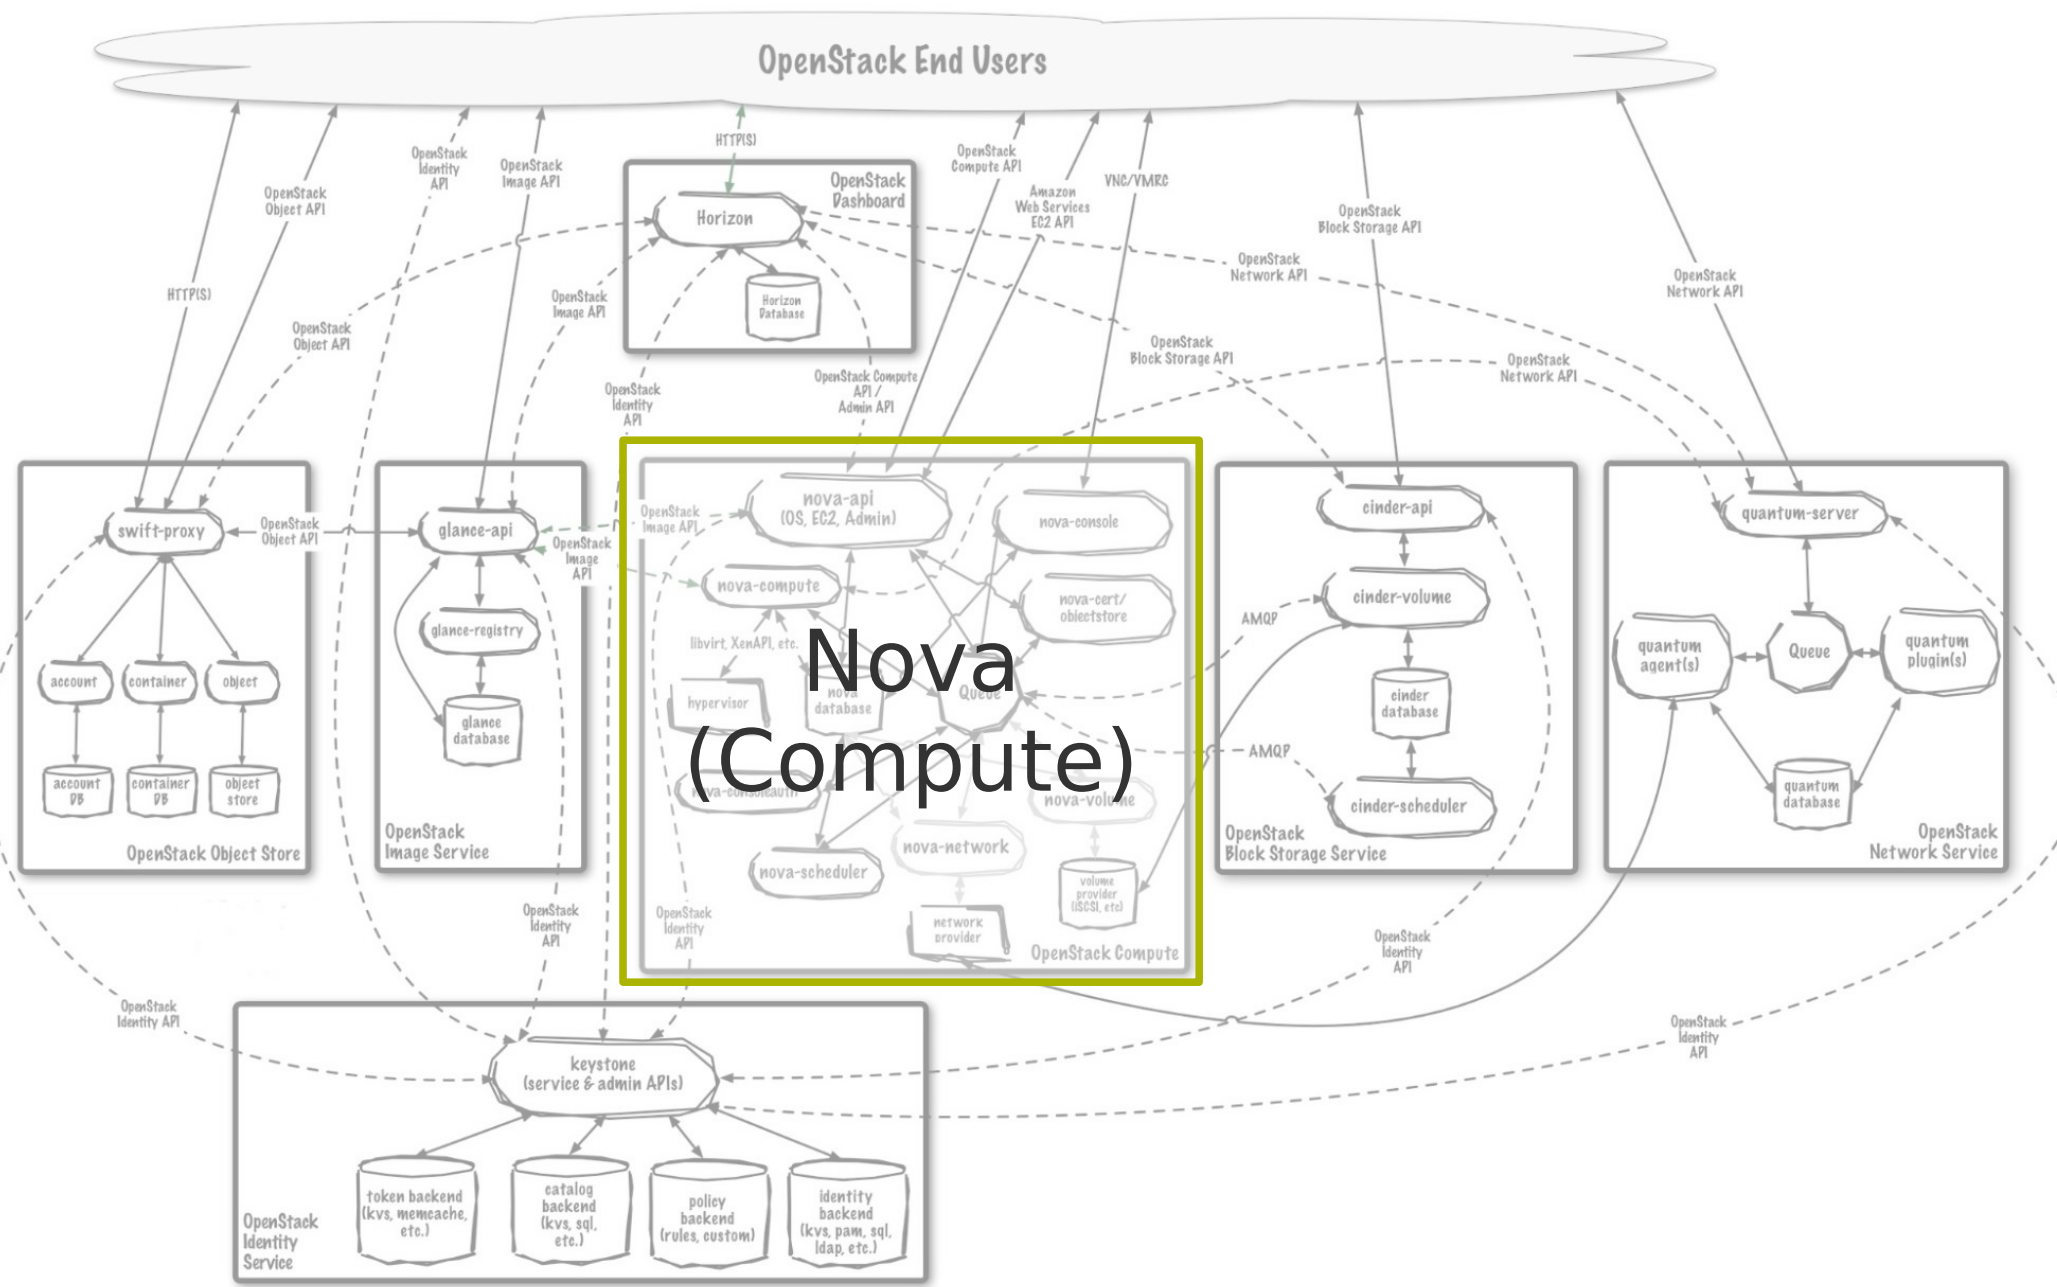 OpenStack End Users
HTTP(S)
OpenStack
Object API
OpenStack
Identity
API
OpenStack
Image API
HTTP(S)
OpenStack
Compute API
Amazon
Web Services
EC2 API
VNC/VMRC
OpenStack
Block Storage API
OpenStack
Network API
OpenStack
Dashboard
Horizon
Horizon
Database
OpenStack
Object API
OpenStack
Image API
OpenStack
Identity
API
OpenStack Compute
API /
Admin API
OpenStack
Network API
OpenStack
Block Storage API
OpenStack
Network API
swift-proxy
account
container
object
account
DB
container
DB
object
store
OpenStack Object Store
OpenStack
Object API
glance-api
glance-registry
glance
database
OpenStack
Image Service
OpenStack
Image API
OpenStack
Image
API
nova-api
(OS, EC2, Admin)
nova-console
nova-compute
nova-cert/
objectstore
libvirt, XenAPI, etc.
hypervisor
nova
database
Queue
Nova
(Compute)
nova-consoleauth
nova-volume
nova-network
nova-scheduler
volume
provider
(iSCSI, etc)
network
provider
OpenStack Compute
OpenStack
Identity
API
OpenStack
Identity
API
AMQP
AMQP
cinder-api
cinder-volume
cinder
database
cinder-scheduler
OpenStack
Block Storage Service
quantum-server
quantum
agent(s)
Queue
quantum
plugin(s)
quantum
database
OpenStack
Network Service
OpenStack
Identity API
OpenStack
Identity
API
OpenStack
Identity
API
keystone
(service & admin APIs)
token backend
(kvs, memcache,
etc.)
catalog
backend
(kvs, sql,
etc.)
policy
backend
(rules, custom)
identity
backend
(kvs, pam, sql,
ldap, etc.)
OpenStack
Identity
Service